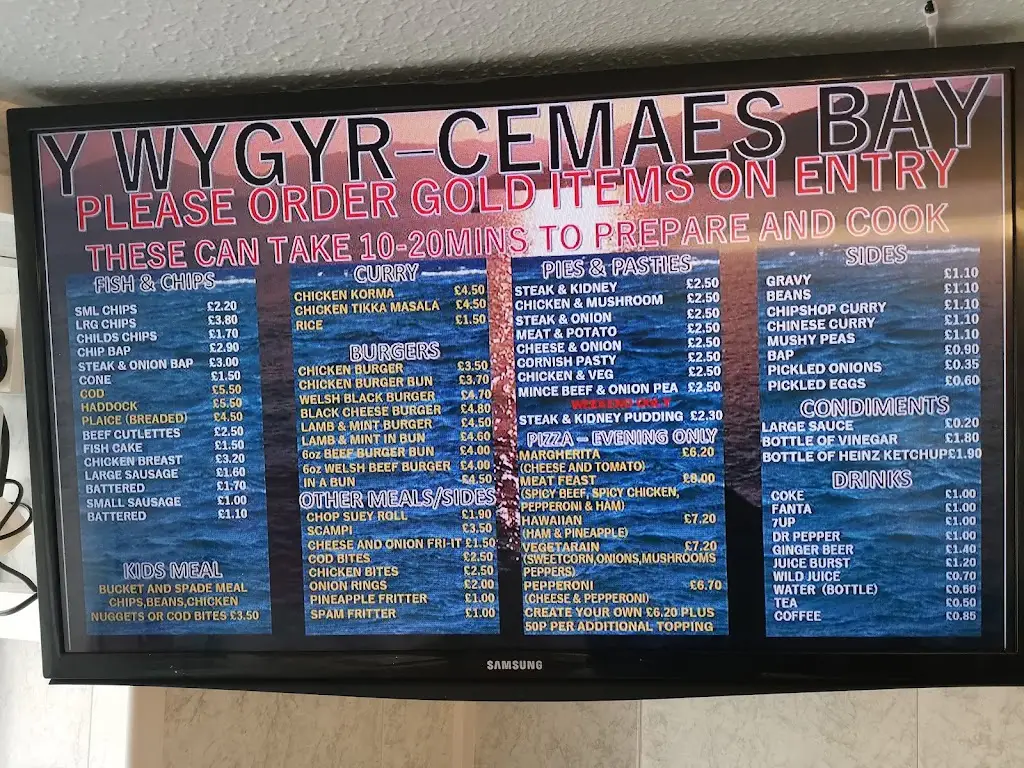 Y WYGYR-CEMAES BAY
PLEASE ORDER GOLD ITEMS ON ENTRY
THESE CAN TAKE 10-20MINS TO PREPARE AND COOK
FISH & CHIPS
SML CHIPS £2.20
LRG CHIPS £3.80
CHILDS CHIPS £1.70
CHIP BAP £2.90
STEAK & ONION BAP £3.00
CONE £1.50
COD £5.50
HADDOCK £5.50
PLAICE (BREADED) £4.50
BEEF CUTLETTES £2.50
FISH CAKE £1.50
CHICKEN BREAST £3.20
LARGE SAUSAGE £1.60
BATTERED £1.70
SMALL SAUSAGE £1.00
BATTERED £1.10
KIDS MEAL
BUCKET AND SPADE MEAL
CHIPS,BEANS,CHICKEN
NUGGETS OR COD BITES £3.50
CURRY
CHICKEN KORMA £4.50
CHICKEN TIKKA MASALA £4.50
RICE £1.50
BURGERS
CHICKEN BURGER £3.50
CHICKEN BURGER BUN £3.70
WELSH BLACK BURGER £4.70
BLACK CHEESE BURGER £4.80
LAMB & MINT BURGER £4.50
LAMB & MINT IN BUN £4.60
6oz BEEF BURGER BUN £4.00
6oz WELSH BEEF BURGER £4.00
IN A BUN £4.50
OTHER MEALS/SIDES
CHOP SUEY ROLL £1.90
SCAMPI £3.50
CHEESE AND ONION FRI-IT £1.50
COD BITES £2.50
CHICKEN BITES £2.50
ONION RINGS £2.00
PINEAPPLE FRITTER £1.00
SPAM FRITTER £1.00
PIES & PASTIES
STEAK & KIDNEY £2.50
CHICKEN & MUSHROOM £2.50
STEAK & ONION £2.50
MEAT & POTATO £2.50
CHEESE & ONION £2.50
CORNISH PASTY £2.50
CHICKEN & VEG £2.50
MINCE BEEF & ONION PEA £2.50
WEEKEND ONLY
STEAK & KIDNEY PUDDING £2.30
PIZZA - EVENING ONLY
MARGHERITA £6.20
(CHEESE AND TOMATO)
MEAT FEAST £8.00
(SPICY BEEF, SPICY CHICKEN,
PEPPERONI & HAM)
HAWAIIAN £7.20
(HAM & PINEAPPLE)
VEGETARAIN £7.20
(SWEETCORN,ONIONS,MUSHROOMS
PEPPERS)
PEPPERONI £6.70
(CHEESE & PEPPERONI)
CREATE YOUR OWN £6.20 PLUS
50P PER ADDITIONAL TOPPING
SIDES
GRAVY £1.10
BEANS £1.10
CHIPSHOP CURRY £1.10
CHINESE CURRY £1.10
MUSHY PEAS £1.10
BAP £0.90
PICKLED ONIONS £0.35
PICKLED EGGS £0.60
CONDIMENTS
LARGE SAUCE £0.20
BOTTLE OF VINEGAR £1.80
BOTTLE OF HEINZ KETCHUP £1.90
DRINKS
COKE £1.00
FANTA £1.00
7UP £1.00
DR PEPPER £1.00
GINGER BEER £1.40
JUICE BURST £1.20
WILD JUICE £0.70
WATER (BOTTLE)
TEA £0.50
COFFEE £0.85
SAMSUNG